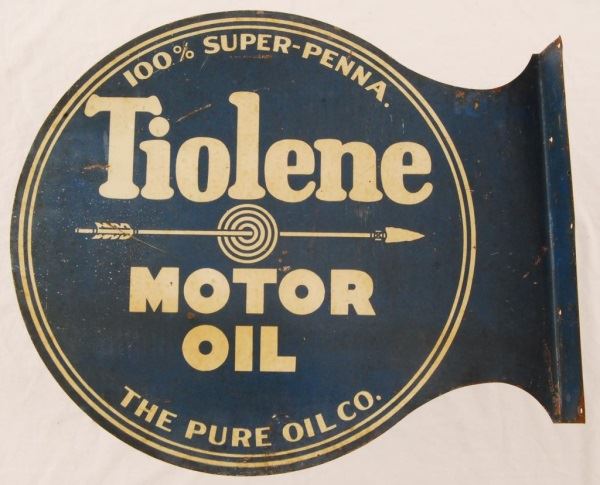 100% SUPER-PENNA.
Tiolene
MOTOR
OIL
THE PURE OIL CO.